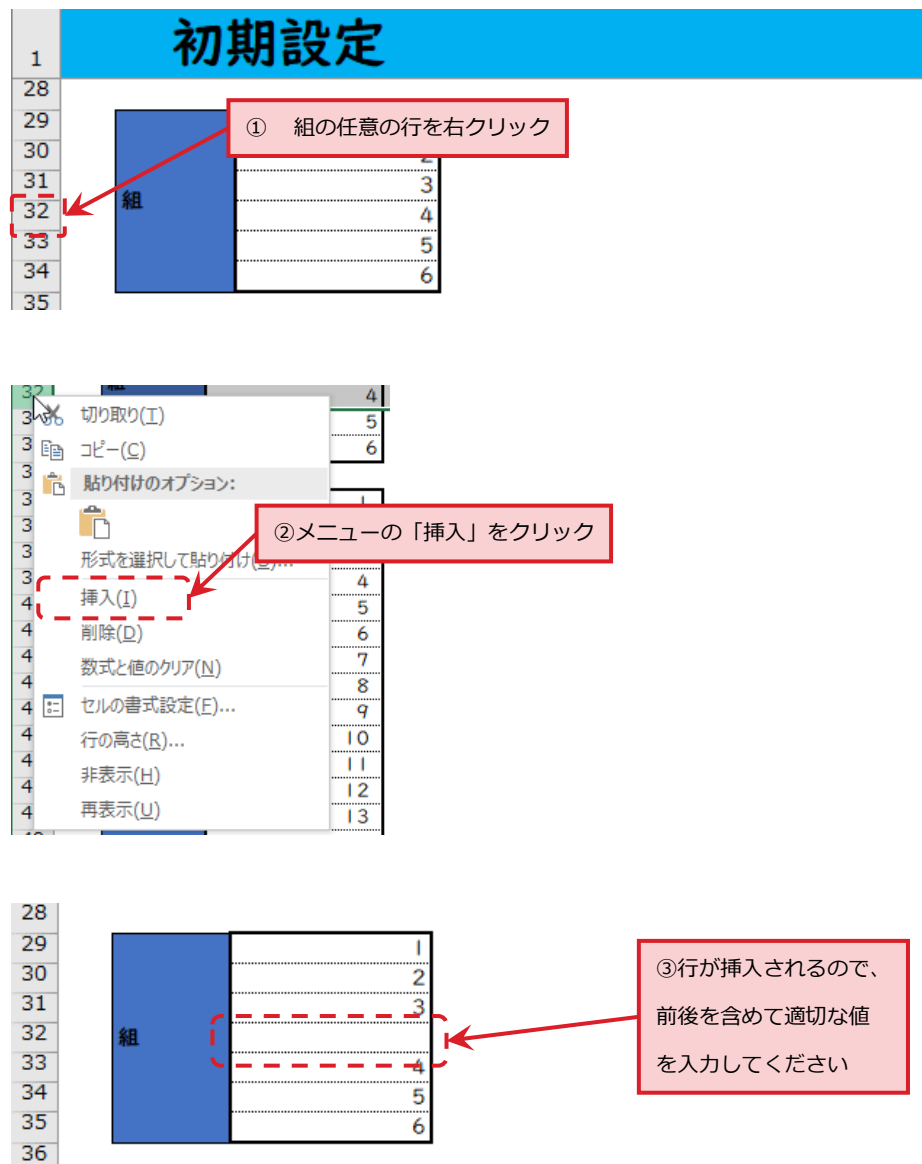 1 初期設定
28
29
① 組の任意の行を右クリック
30
31 3
32 組 4
33 5
34 6
35
32 4
切り取り(T) 5
コピー(C) 6
貼り付けのオプション:
1
②メニューの「挿入」をクリック
形式を選択して貼り付け(S)...
4
挿入(I) 5
削除(D) 6
数式と値のクリア(N) 7
8
セルの書式設定(F)... 9
行の高さ(R)... 10
非表示(H) 11
12
再表示(U) 13
28
29 1
30 2
31 3
32 組
33 4
34 5
35 6
36
③行が挿入されるので、
前後を含めて適切な値
を入力してください